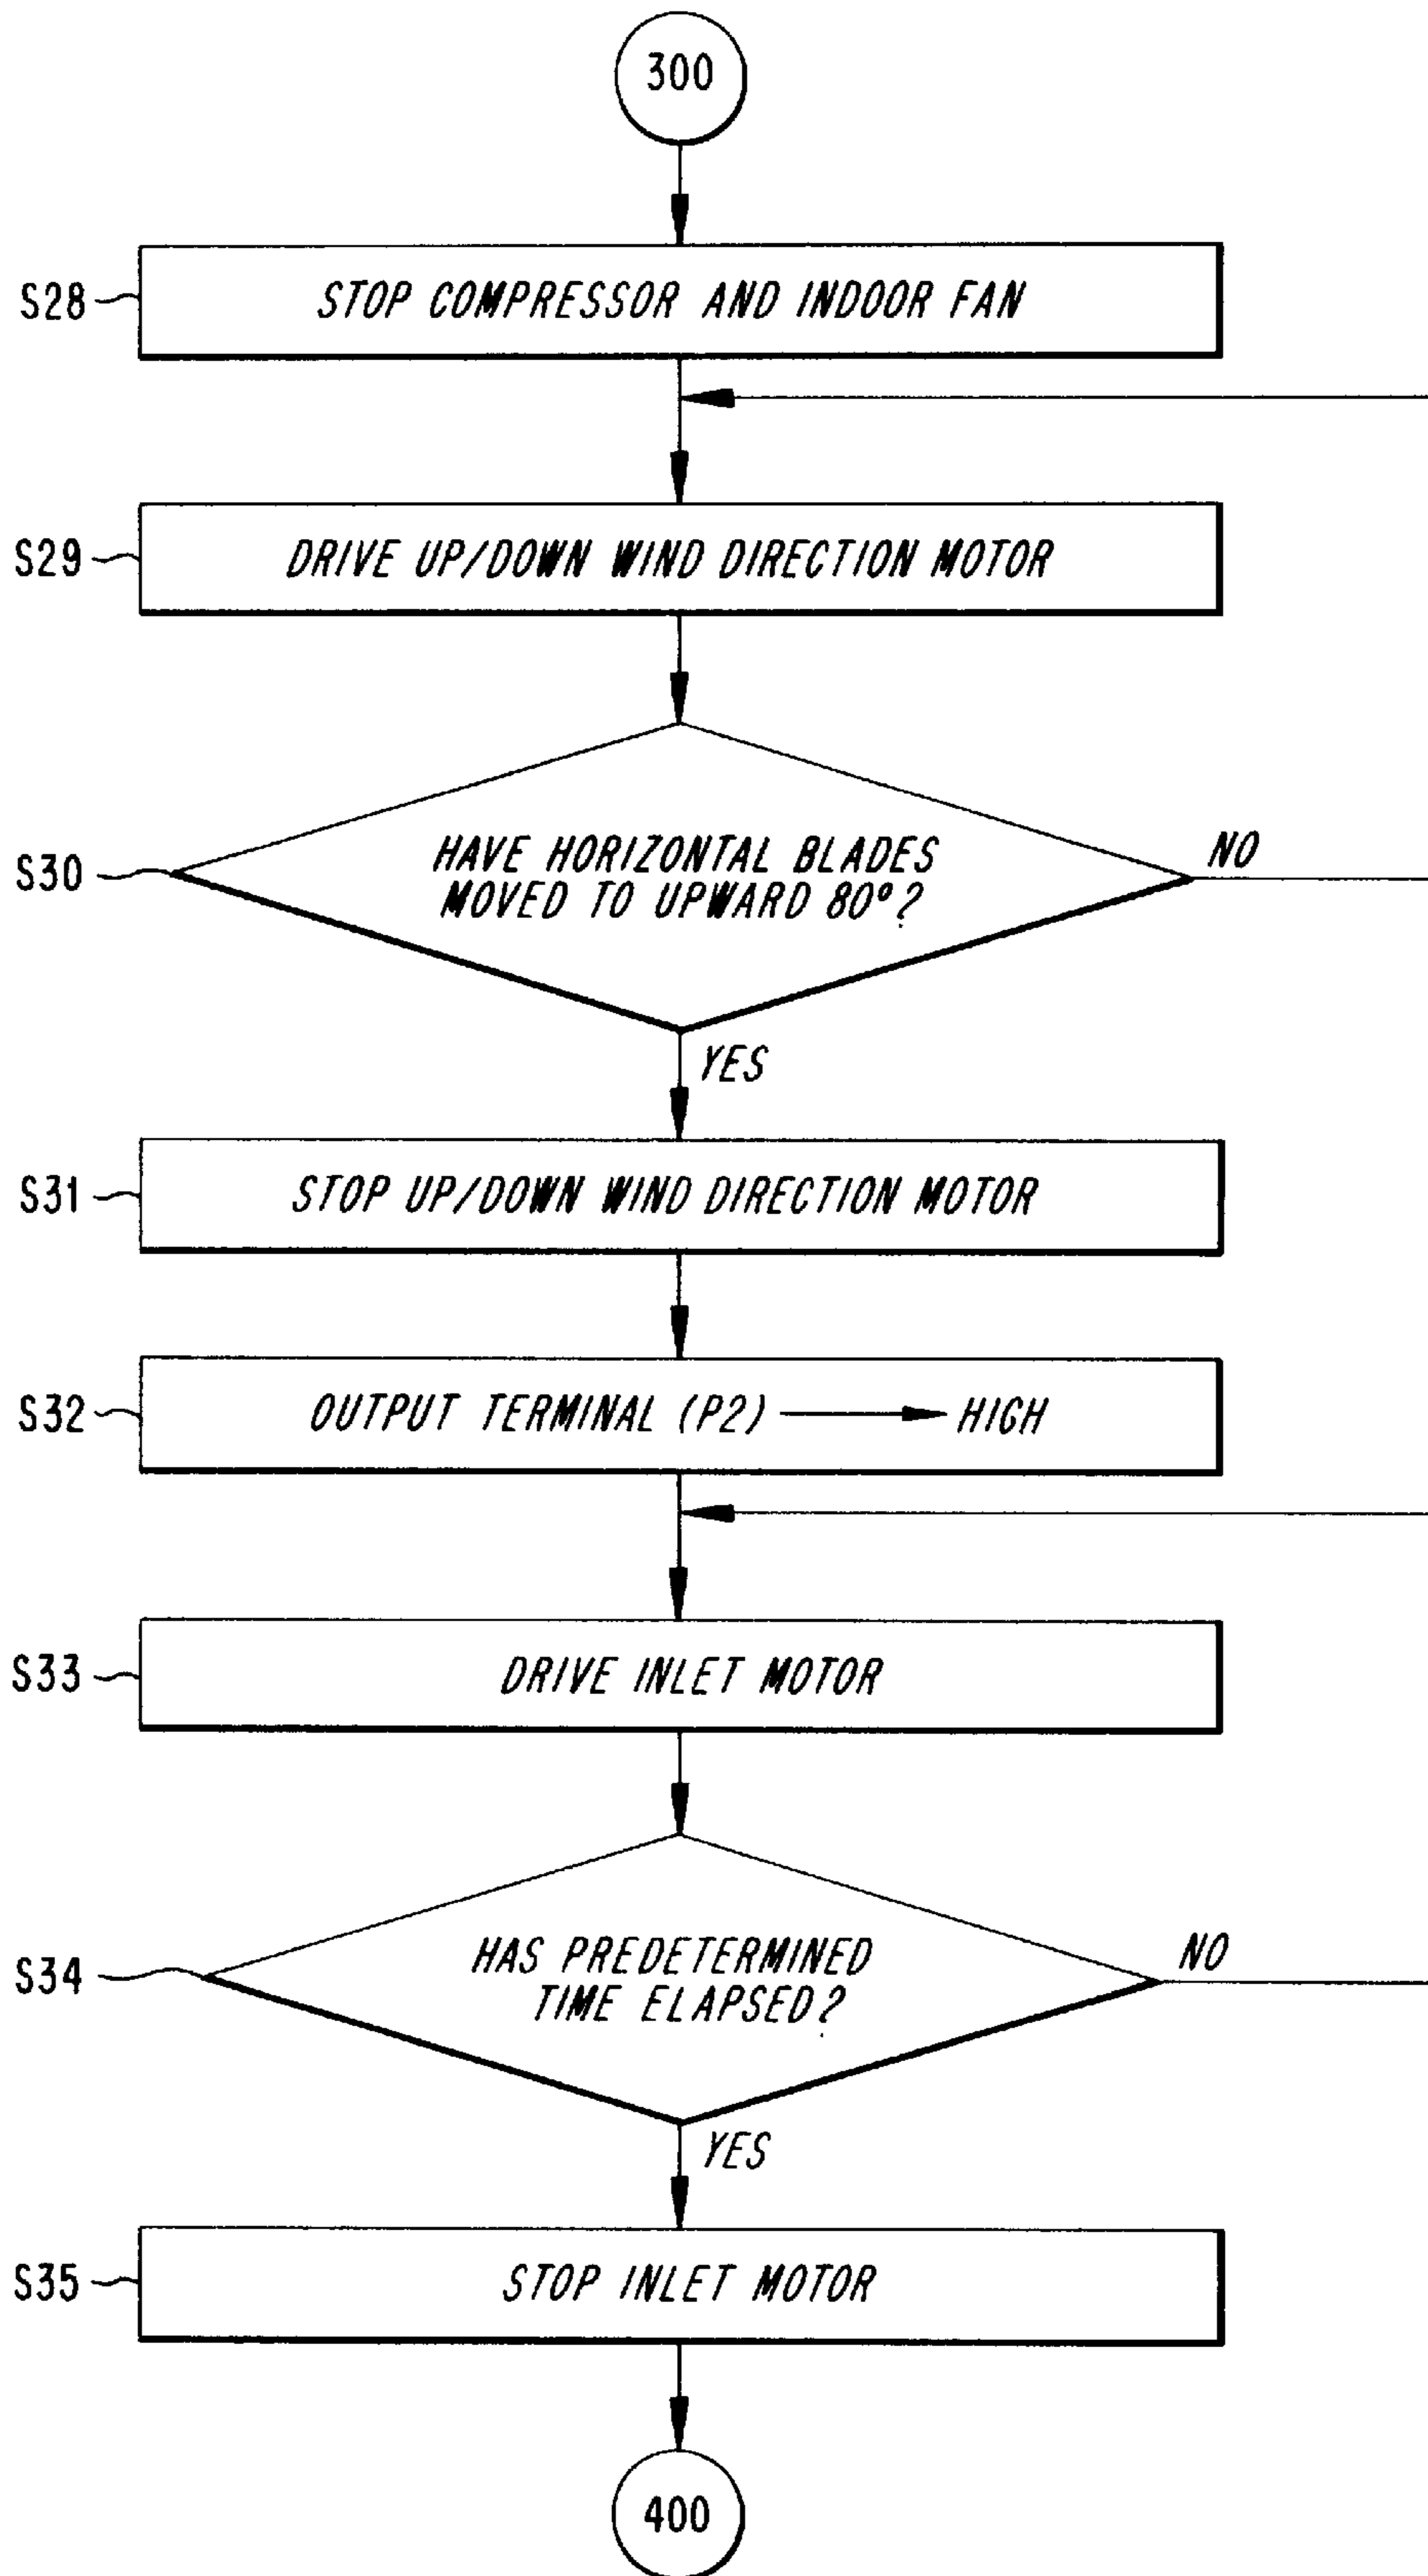 300
S28
STOP COMPRESSOR AND INDOOR FAN
S29
DRIVE UP/DOWN WIND DIRECTION MOTOR
S30
HAVE HORIZONTAL BLADES
MOVED TO UPWARD 80°?
NO
YES
S31
STOP UP/DOWN WIND DIRECTION MOTOR
S32
OUTPUT TERMINAL (P2) → HIGH
S33
DRIVE INLET MOTOR
S34
HAS PREDETERMINED
TIME ELAPSED?
NO
YES
S35
STOP INLET MOTOR
400